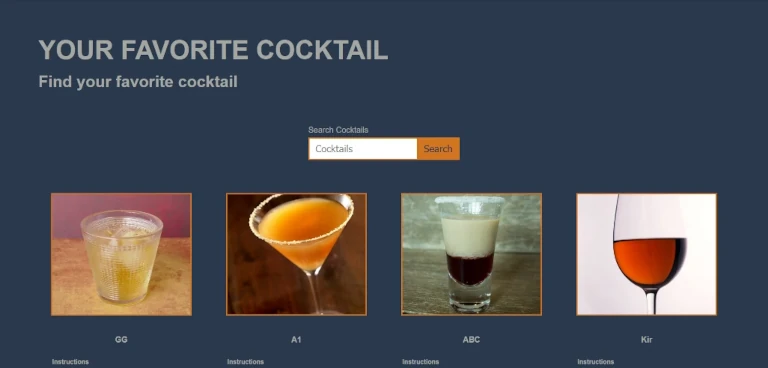 YOUR FAVORITE COCKTAIL
Find your favorite cocktail
Search Cocktails
Cocktails Search
GG A1 ABC Kir
Instructions Instructions Instructions Instructions